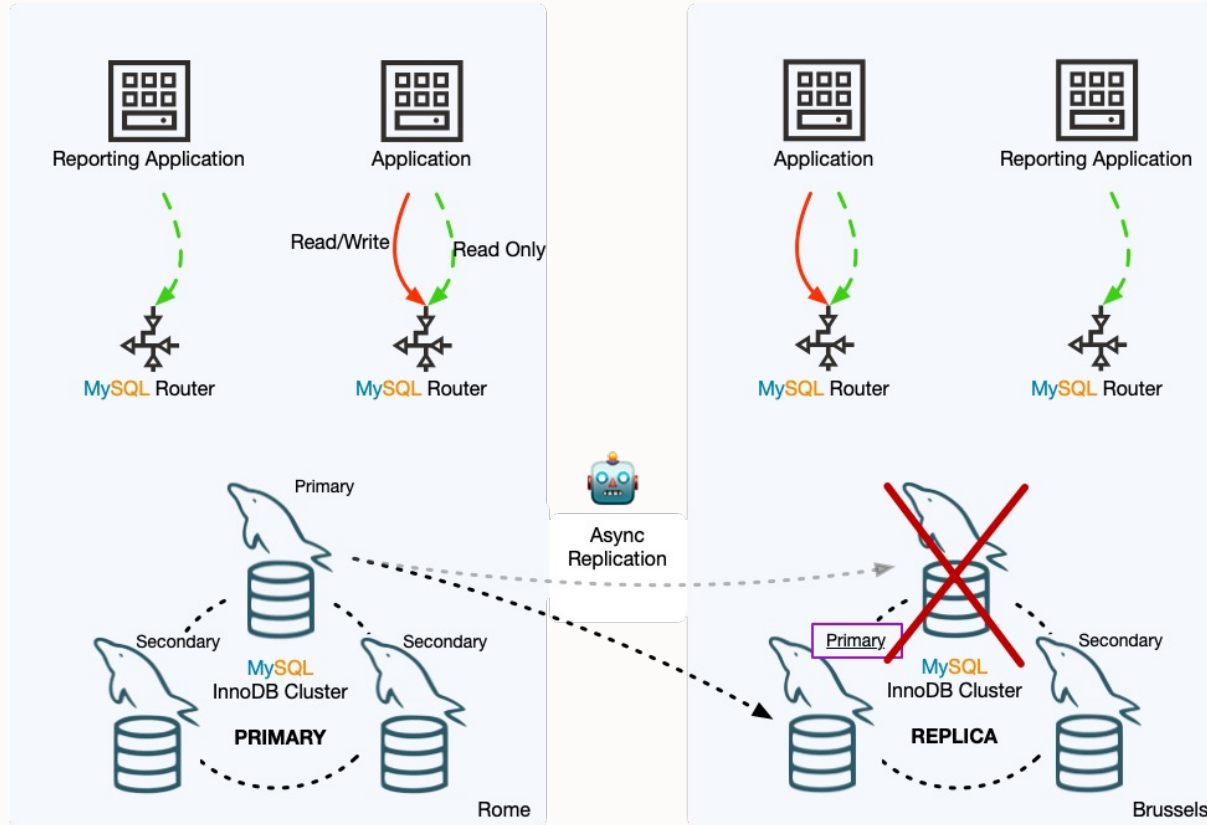 Reporting Application
Application
Application
Reporting Application
Read/Write
Read Only
MySQL Router
MySQL Router
MySQL Router
MySQL Router
Primary
Async
Replication
Secondary
Secondary
MySQL
InnoDB Cluster
PRIMARY
Rome
Primary
Secondary
MySQL
InnoDB Cluster
REPLICA
Brussels